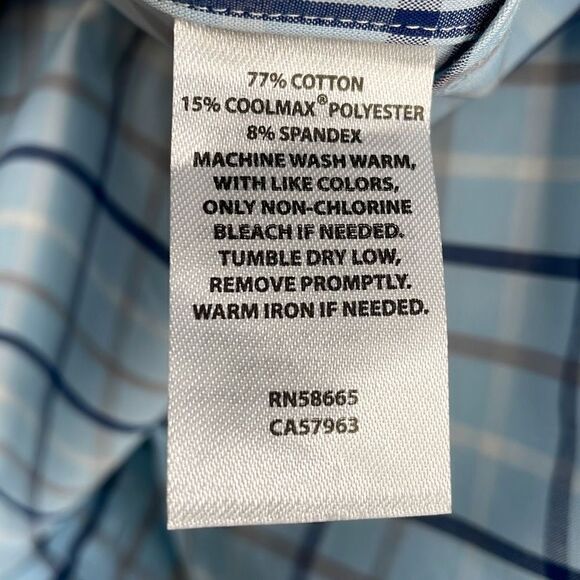 77% COTTON
15% COOLMAX® POLYESTER
8% SPANDEX
MACHINE WASH WARM,
WITH LIKE COLORS,
ONLY NON-CHLORINE
BLEACH IF NEEDED.
TUMBLE DRY LOW,
REMOVE PROMPTLY.
WARM IRON IF NEEDED.
RN58665
CA57963